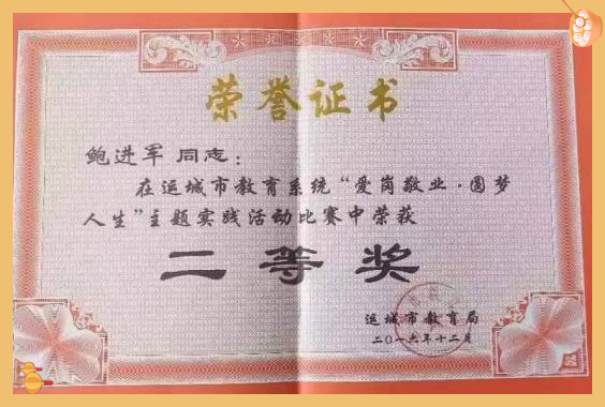 荣誉证书
鲍进军 同志：
在运城市教育系统“爱岗敬业·圆梦
人生”主题实践活动比赛中荣获
二等奖
运城市教育局
二〇一六年十二月